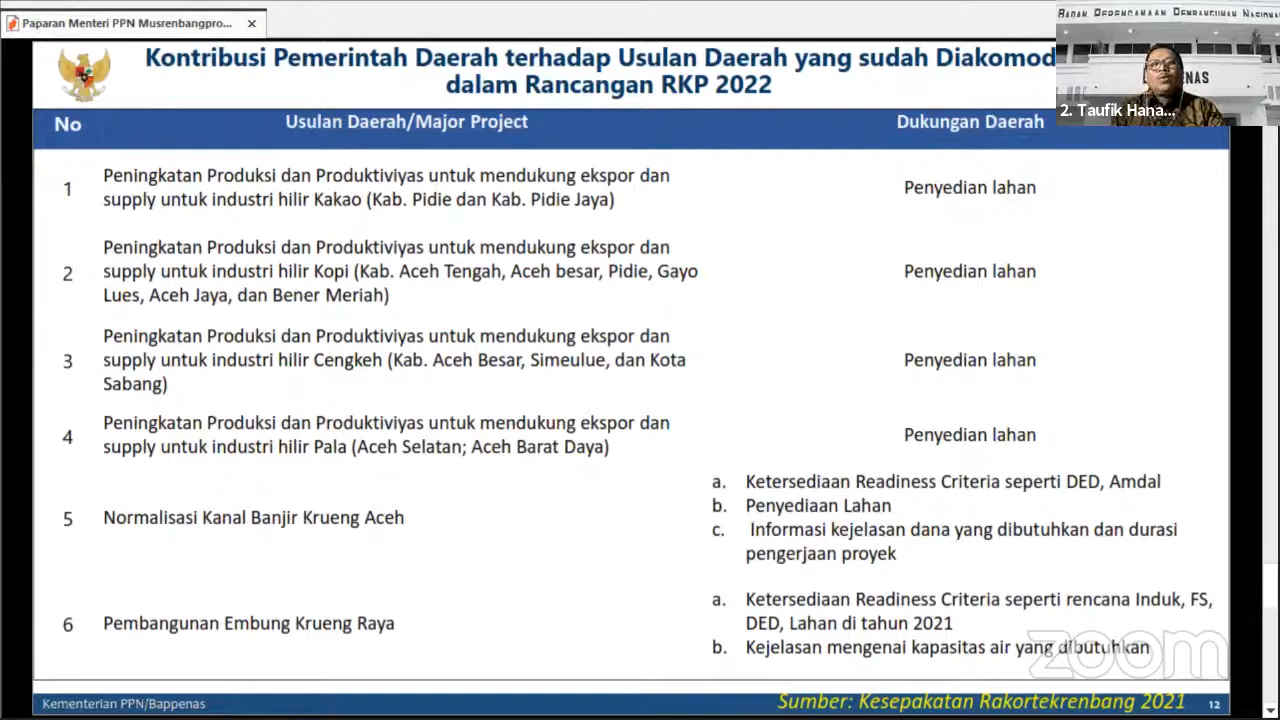 Paparan Menteri PPN Musrenbangpro... ×
BADAN PERENCANAAN PEMBANGUNAN NASIONAL
2. Taufik Hana...
Kontribusi Pemerintah Daerah terhadap Usulan Daerah yang sudah Diakomod
dalam Rancangan RKP 2022
No Usulan Daerah/Major Project Dukungan Daerah
1 Peningkatan Produksi dan Produktiviyas untuk mendukung ekspor dan
supply untuk industri hilir Kakao (Kab. Pidie dan Kab. Pidie Jaya)
Penyedian lahan
2 Peningkatan Produksi dan Produktiviyas untuk mendukung ekspor dan
supply untuk industri hilir Kopi (Kab. Aceh Tengah, Aceh besar, Pidie, Gayo
Lues, Aceh Jaya, dan Bener Meriah)
Penyedian lahan
3 Peningkatan Produksi dan Produktiviyas untuk mendukung ekspor dan
supply untuk industri hilir Cengkeh (Kab. Aceh Besar, Simeulue, dan Kota
Sabang)
Penyedian lahan
4 Peningkatan Produksi dan Produktiviyas untuk mendukung ekspor dan
supply untuk industri hilir Pala (Aceh Selatan; Aceh Barat Daya)
Penyedian lahan
5 Normalisasi Kanal Banjir Krueng Aceh
a. Ketersediaan Readiness Criteria seperti DED, Amdal
b. Penyediaan Lahan
c. Informasi kejelasan dana yang dibutuhkan dan durasi
pengerjaan proyek
6 Pembangunan Embung Krueng Raya
a. Ketersediaan Readiness Criteria seperti rencana Induk, FS,
DED, Lahan di tahun 2021
b. Kejelasan mengenai kapasitas air yang dibutuhkan
zoom
Kementerian PPN/Bappenas
Sumber: Kesepakatan Rakortekrenbang 2021
12